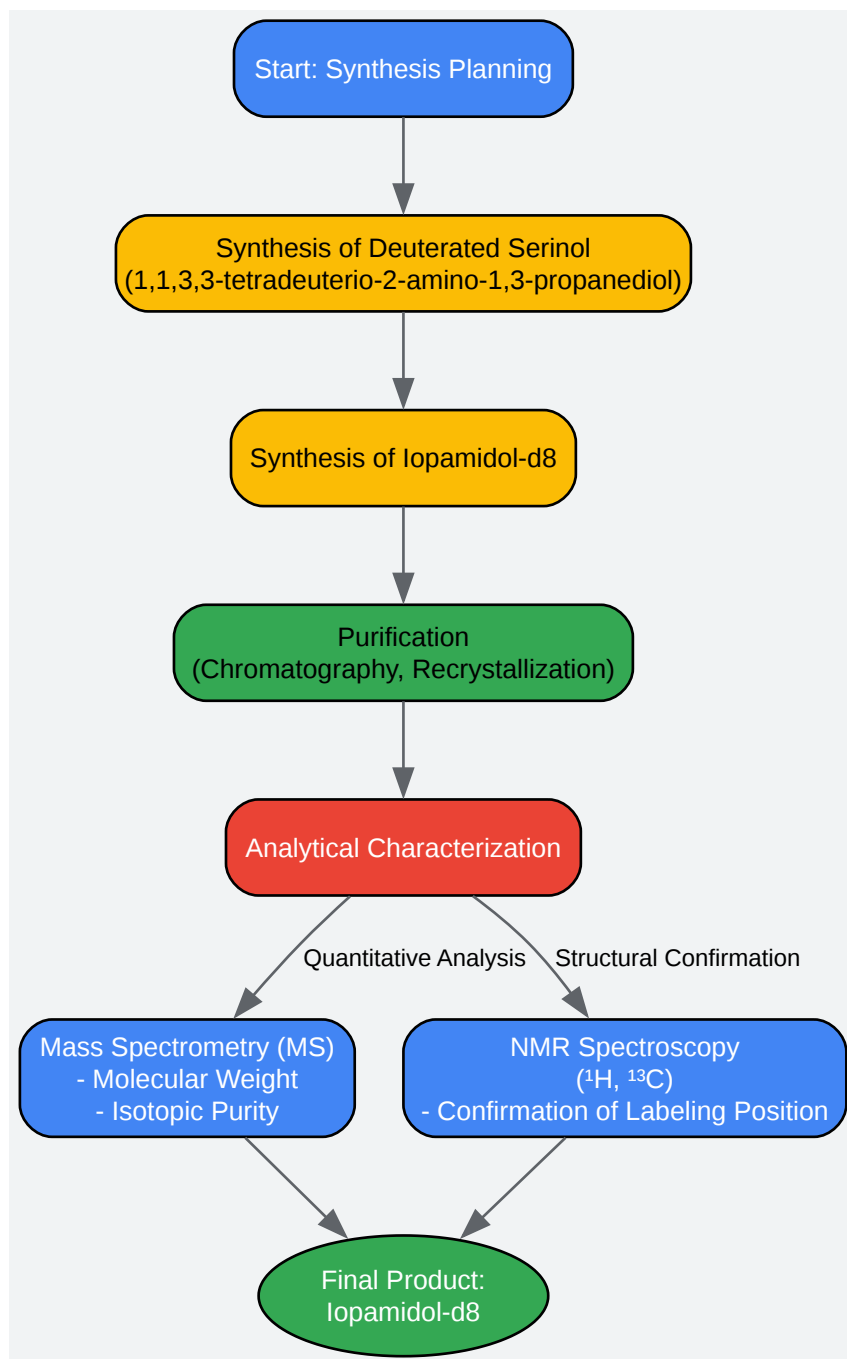 Start: Synthesis Planning
Synthesis of Deuterated Serinol
(1,1,3,3-tetradeuterio-2-amino-1,3-propanediol)
Synthesis of Iopamidol-d8
Purification
(Chromatography, Recrystallization)
Analytical Characterization
Quantitative Analysis
Structural Confirmation
Mass Spectrometry (MS)
- Molecular Weight
- Isotopic Purity
NMR Spectroscopy
(¹H, ¹³C)
- Confirmation of Labeling Position
Final Product:
Iopamidol-d8